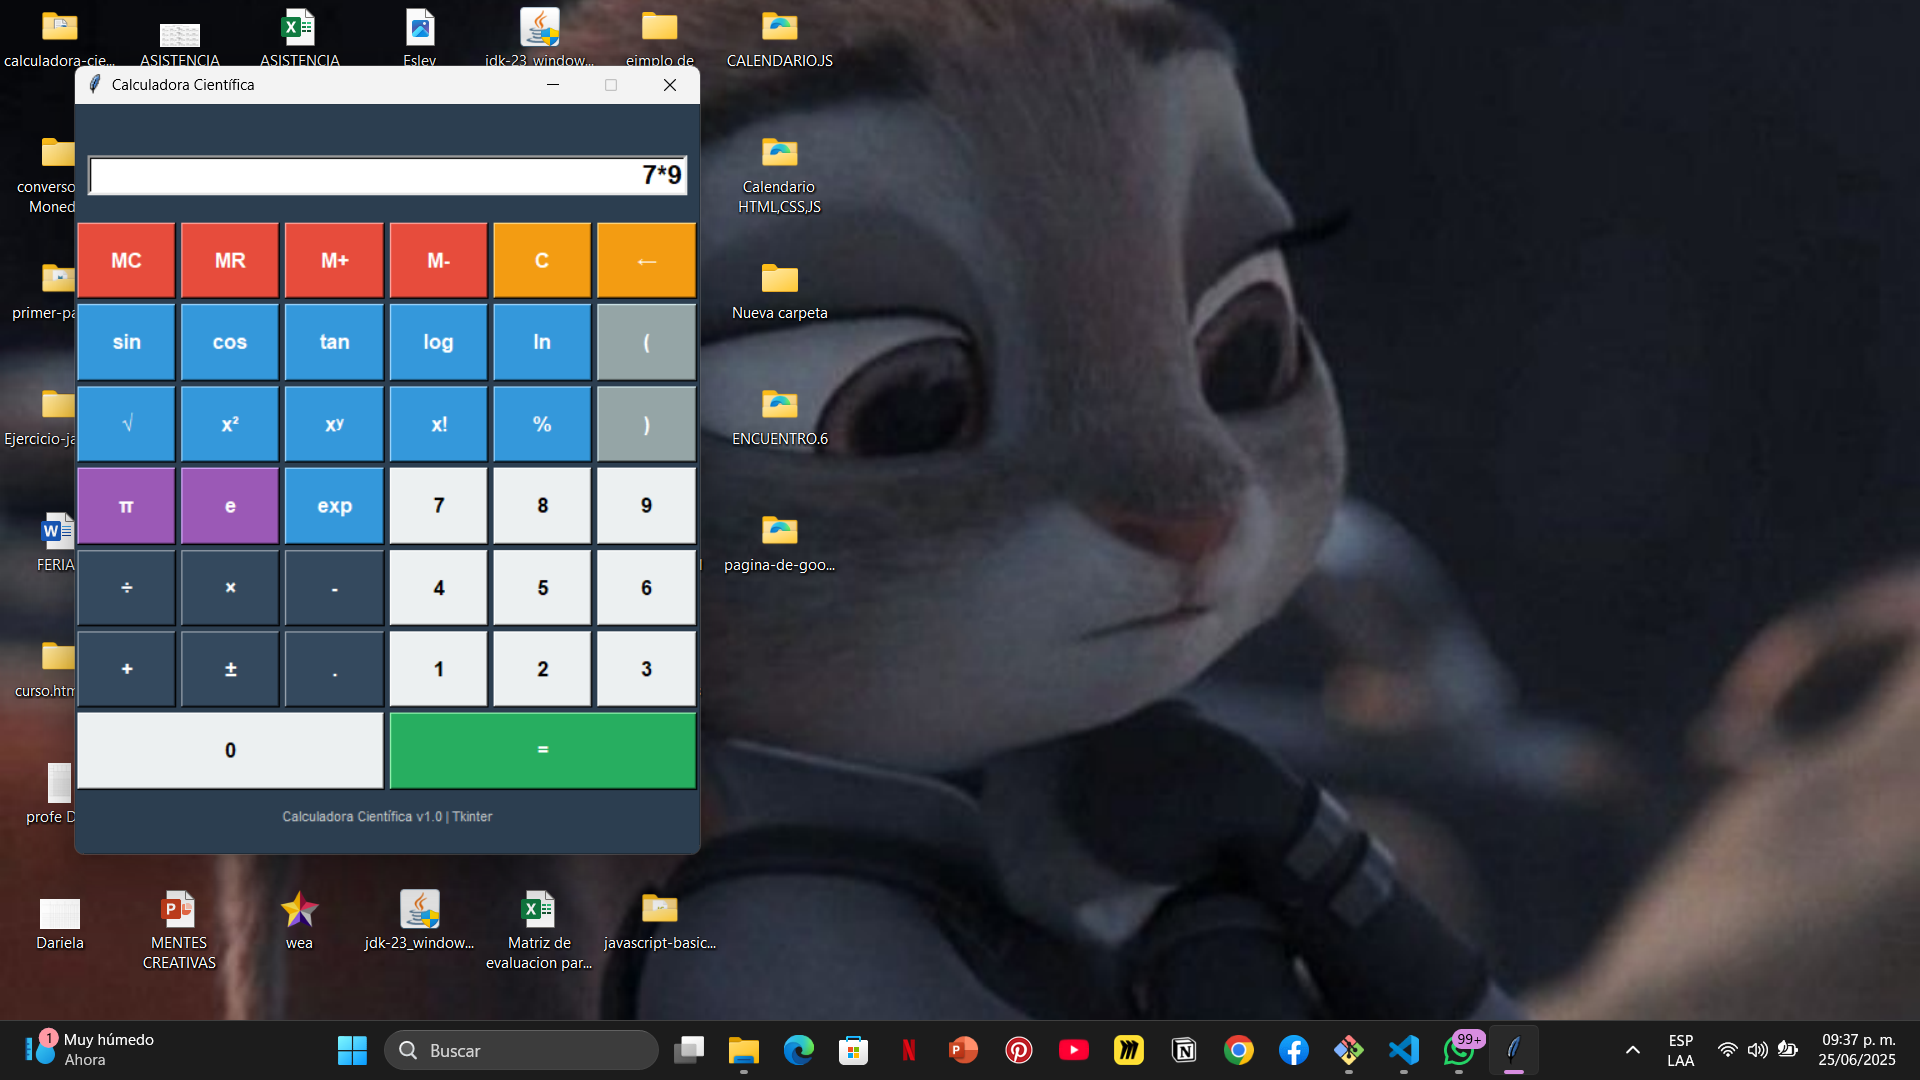 calculadora-cie...
ASISTENCIA
ASISTENCIA
Esley
jdk-23_window...
ejmplo de
CALENDARIO.JS
Calculadora Científica
7*9
MC MR M+ M- C ←
sin cos tan log ln (
√ x² xʸ x! % )
π e exp 7 8 9
÷ × - 4 5 6
+ ± . 1 2 3
0 =
Calculadora Científica v1.0 | Tkinter
converso
Moned
primer-pa
Ejercicio-ja
FERIA
curso.htm
profe D
Calendario
HTML,CSS,JS
Nueva carpeta
ENCUENTRO.6
pagina-de-goo...
Dariela
MENTES
CREATIVAS
wea
jdk-23_window...
Matriz de
evaluacion par...
javascript-basic...
1
Muy húmedo
Ahora
Buscar
99+
ESP
LAA
09:37 p. m.
25/06/2025